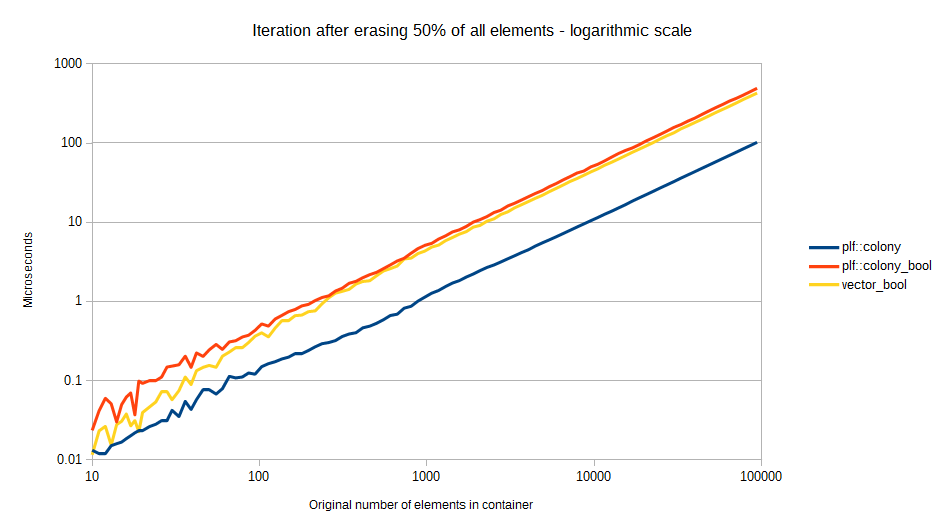 Iteration after erasing 50% of all elements - logarithmic scale
1000
100
10
1
0.1
0.01
10
100
1000
10000
100000
Microseconds
Original number of elements in container
plf::colony
plf::colony_bool
vector_bool